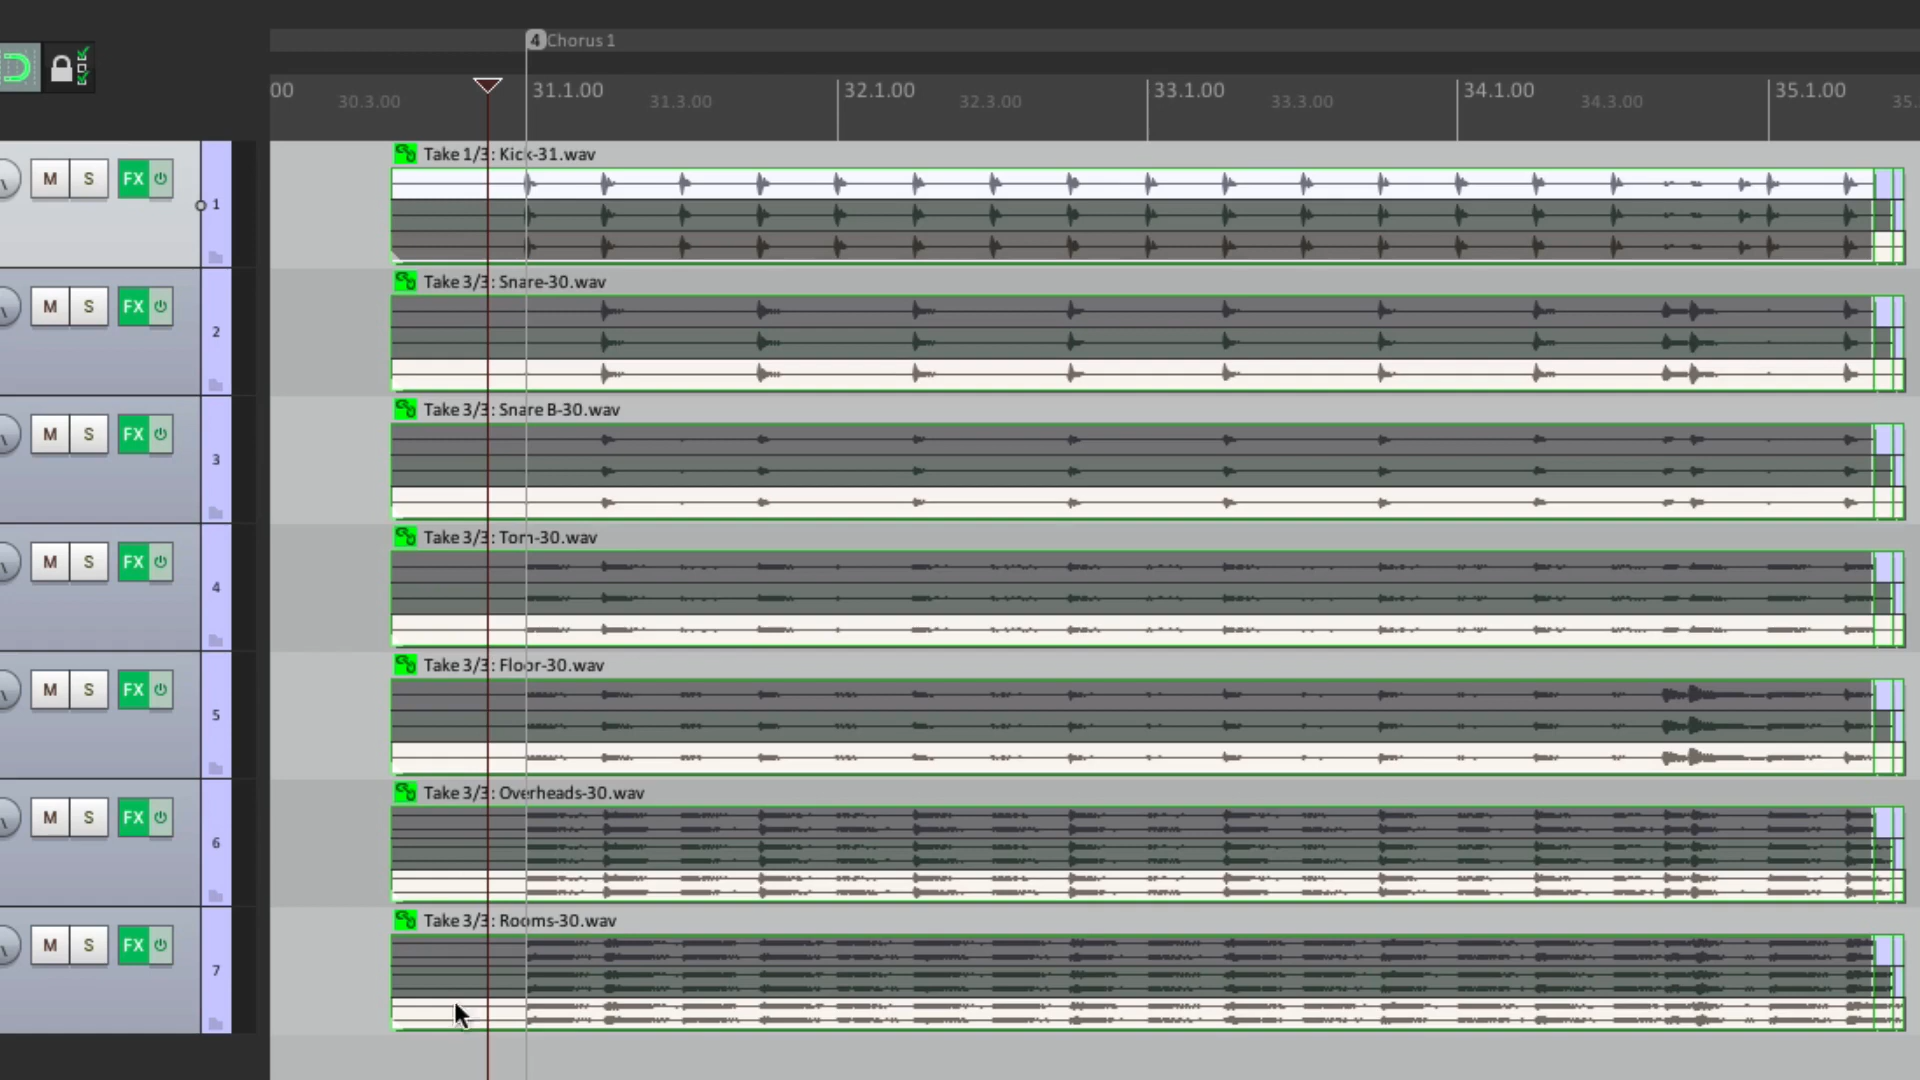 4 Chorus 1
00 30.3.00 31.1.00 31.3.00 32.1.00 32.3.00 33.1.00 33.3.00 34.1.00 34.3.00 35.1.00 35.
Take 1/3: Kick-31.wav
M S FX 1
Take 3/3: Snare-30.wav
M S FX 2
Take 3/3: Snare B-30.wav
M S FX 3
Take 3/3: Tom-30.wav
M S FX 4
Take 3/3: Floor-30.wav
M S FX 5
Take 3/3: Overheads-30.wav
M S FX 6
Take 3/3: Rooms-30.wav
M S FX 7